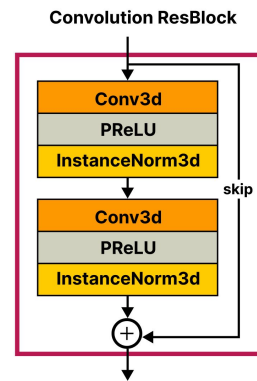 Convolution ResBlock
Conv3d
PReLU
InstanceNorm3d
skip
Conv3d
PReLU
InstanceNorm3d
+